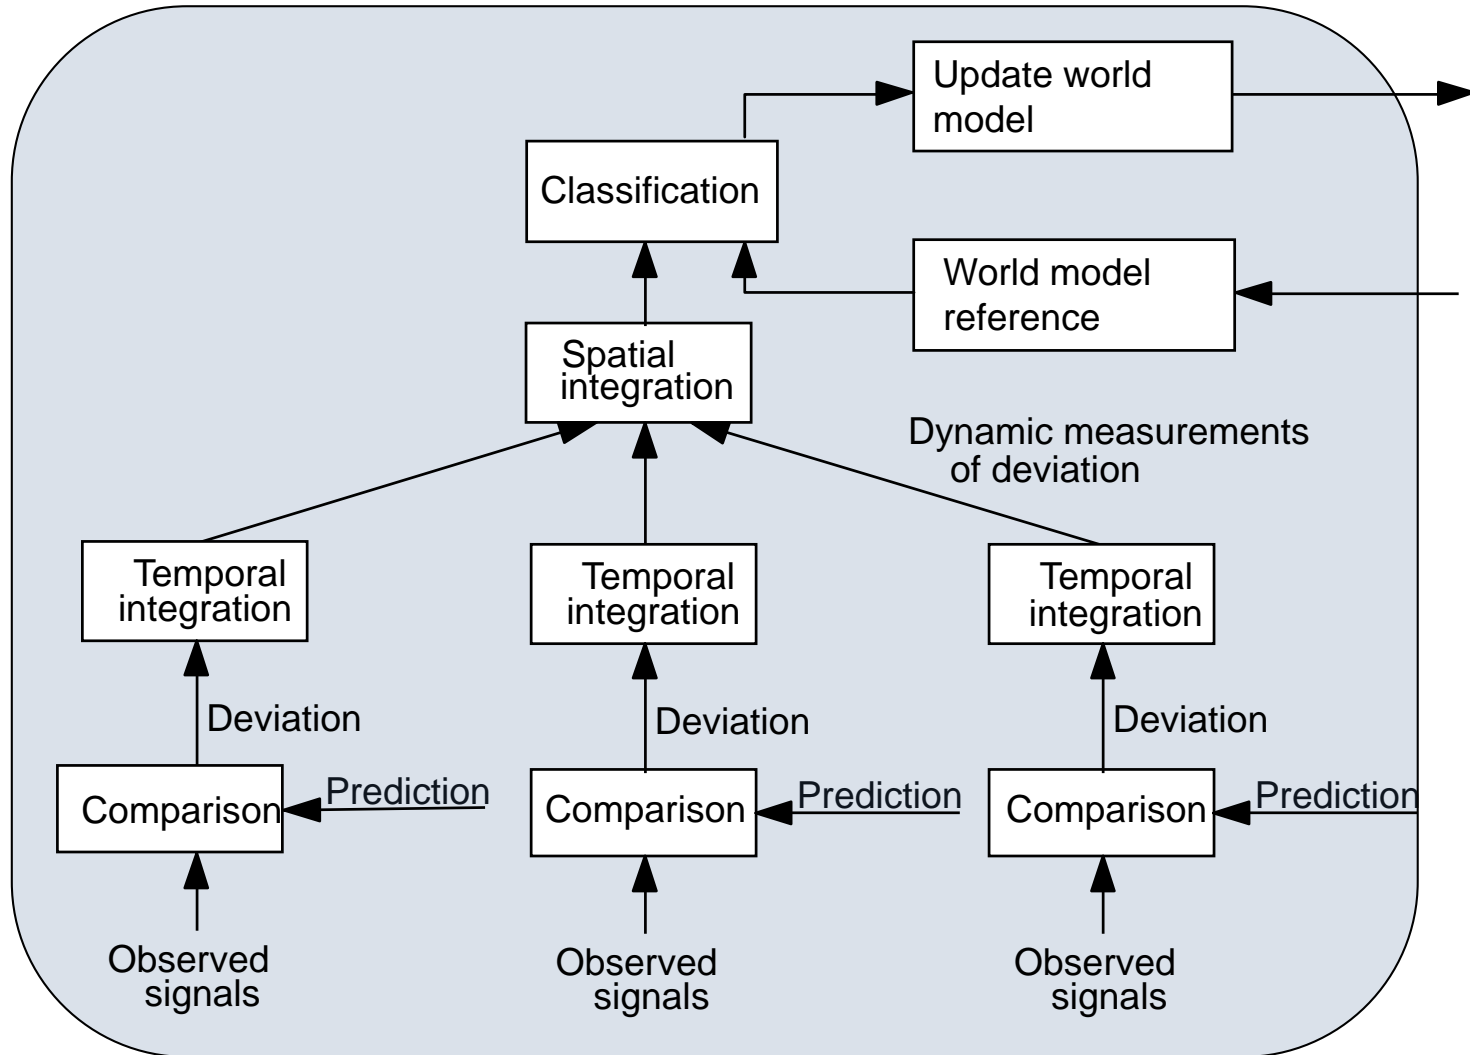 Update world
model
Classification
World model
reference
Spatial
integration
Dynamic measurements
of deviation
Temporal
integration
Temporal
integration
Temporal
integration
Deviation
Deviation
Deviation
Comparison
Prediction
Comparison
Prediction
Comparison
Prediction
Observed
signals
Observed
signals
Observed
signals